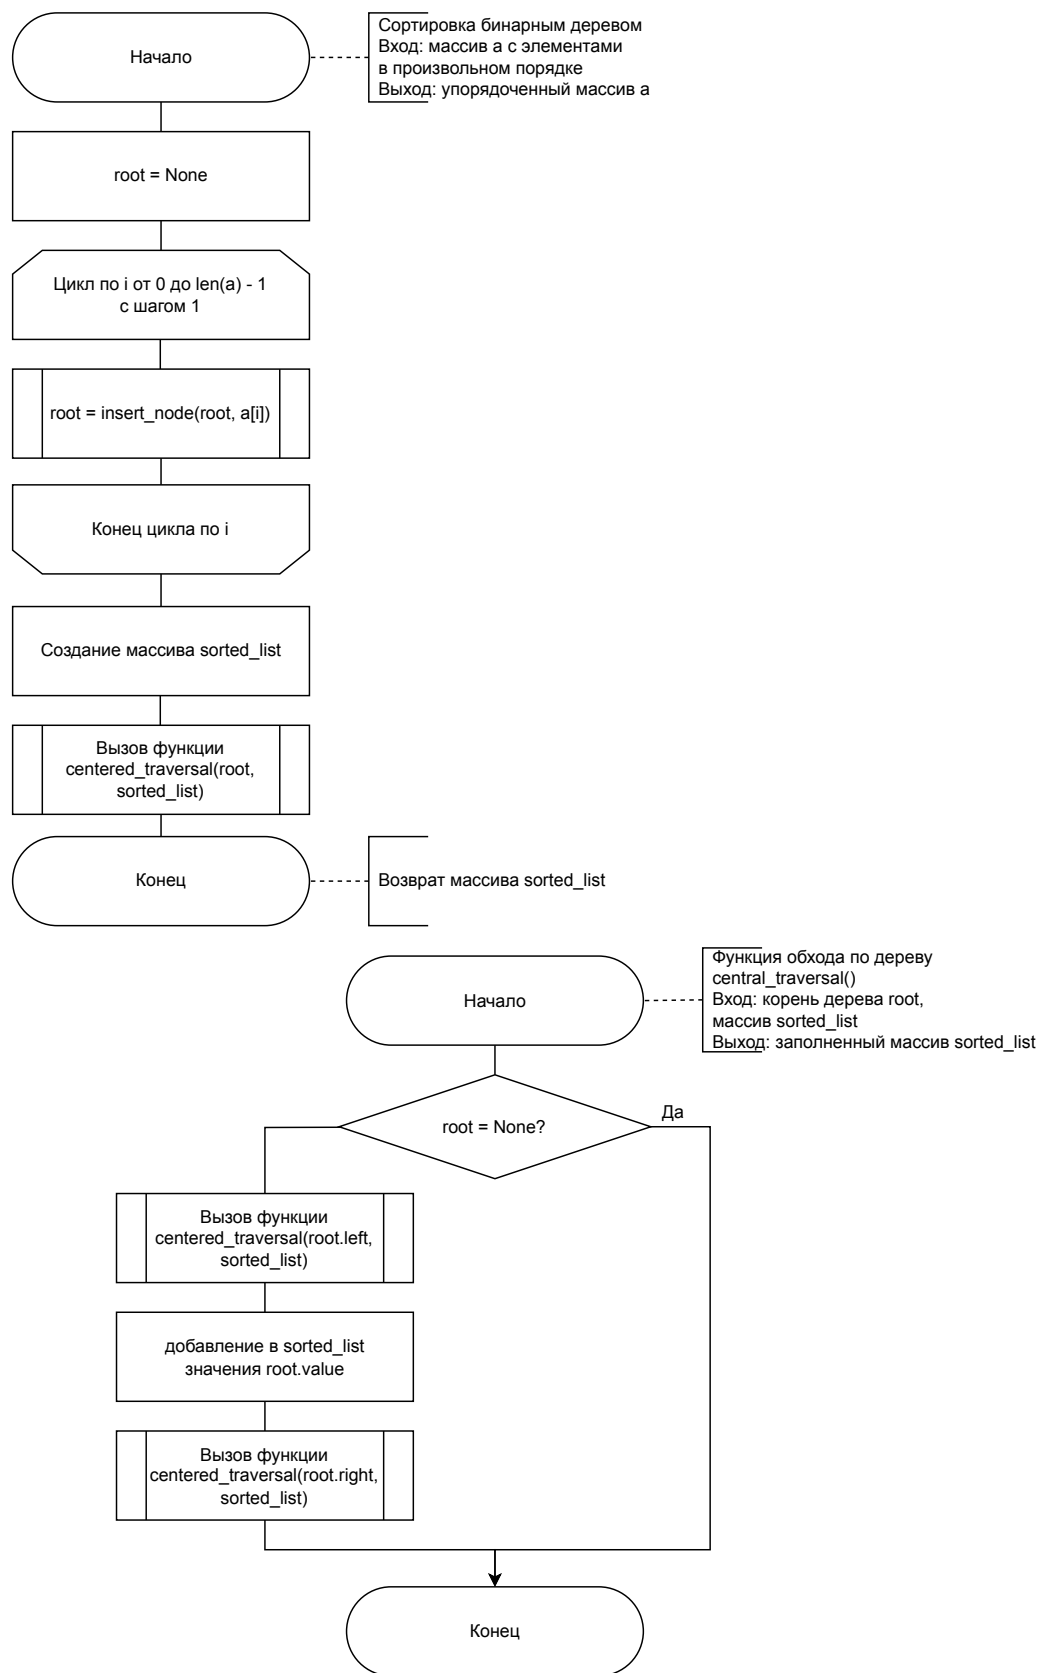 Начало
Сортировка бинарным деревом
Вход: массив a с элементами
в произвольном порядке
Выход: упорядоченный массив a
root = None
Цикл по i от 0 до len(a) - 1
с шагом 1
root = insert_node(root, a[i])
Конец цикла по i
Создание массива sorted_list
Вызов функции
centered_traversal(root,
sorted_list)
Конец
Возврат массива sorted_list
Начало
Функция обхода по дереву
central_traversal()
Вход: корень дерева root,
массив sorted_list
Выход: заполненный массив sorted_list
root = None?
Да
Вызов функции
centered_traversal(root.left,
sorted_list)
добавление в sorted_list
значения root.value
Вызов функции
centered_traversal(root.right,
sorted_list)
Конец